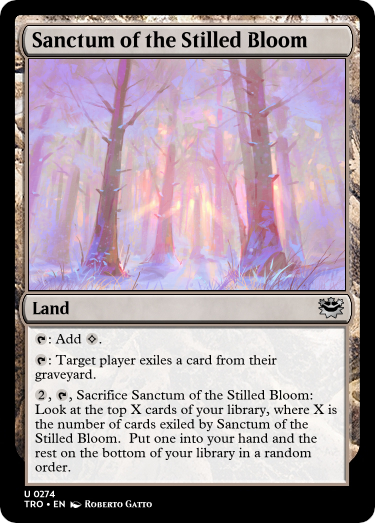 Sanctum of the Stilled Bloom
Land
: Add .
: Target player exiles a card from their
graveyard.
2, , Sacrifice Sanctum of the Stilled Bloom:
Look at the top X cards of your library, where X is
the number of cards exiled by Sanctum of the
Stilled Bloom.  Put one into your hand and the
rest on the bottom of your library in a random
order.
U 0274
TRO • EN Roberto Gatto